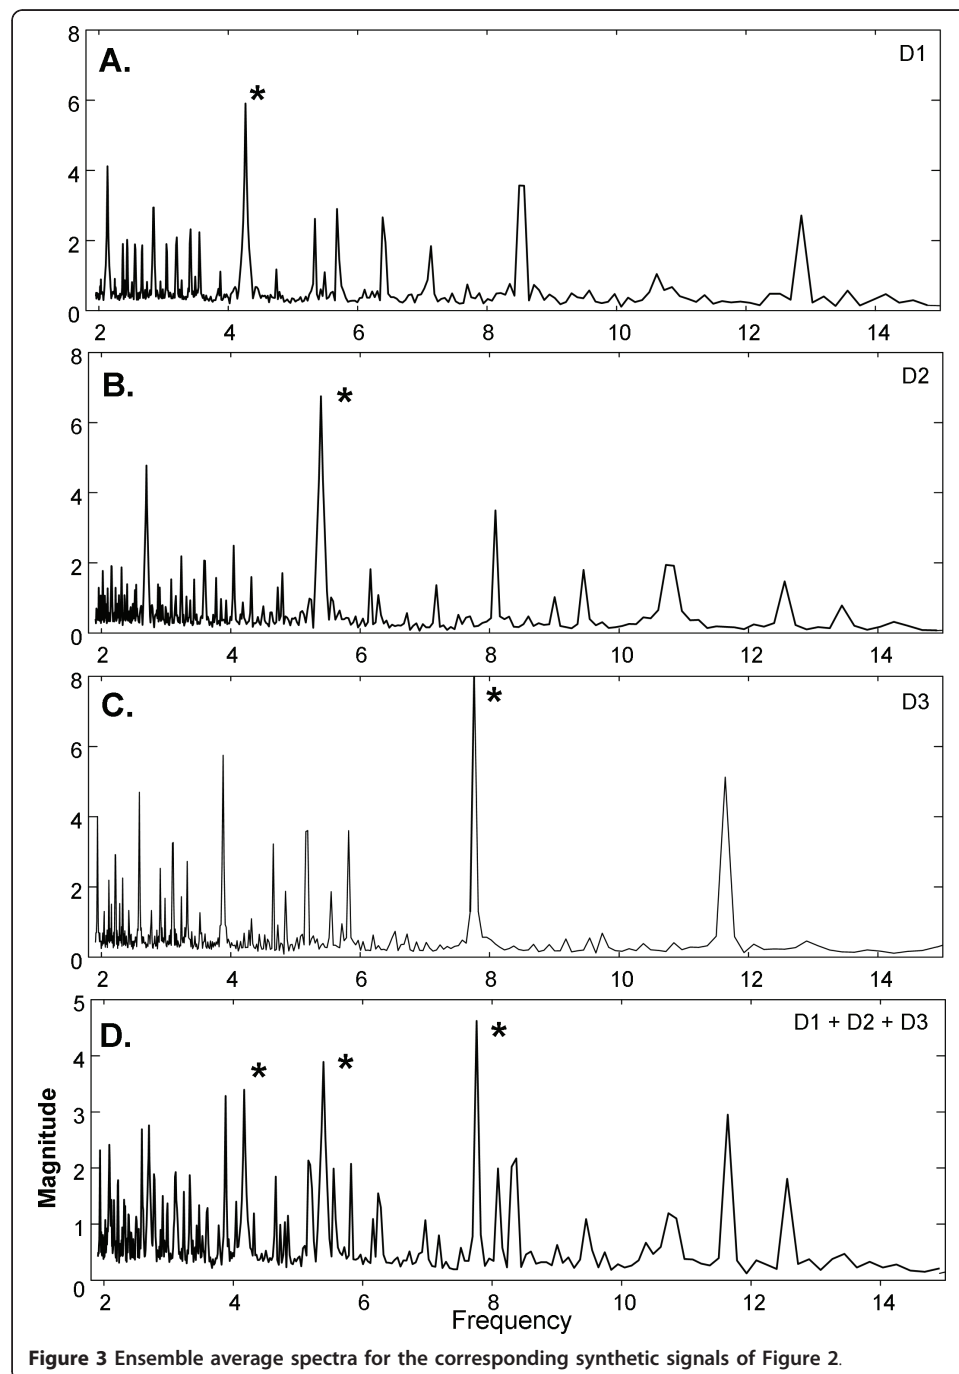 8
A.
D1
*
6
4
2
0
2 4 6 8 10 12 14
8
B.
D2
*
6
4
2
0
2 4 6 8 10 12 14
8
C.
D3
*
6
4
2
0
2 4 6 8 10 12 14
5
D.
D1 + D2 + D3
* * *
4
3
2
1
0
Magnitude
2 4 6 8 10 12 14
Frequency
Figure 3 Ensemble average spectra for the corresponding synthetic signals of Figure 2.